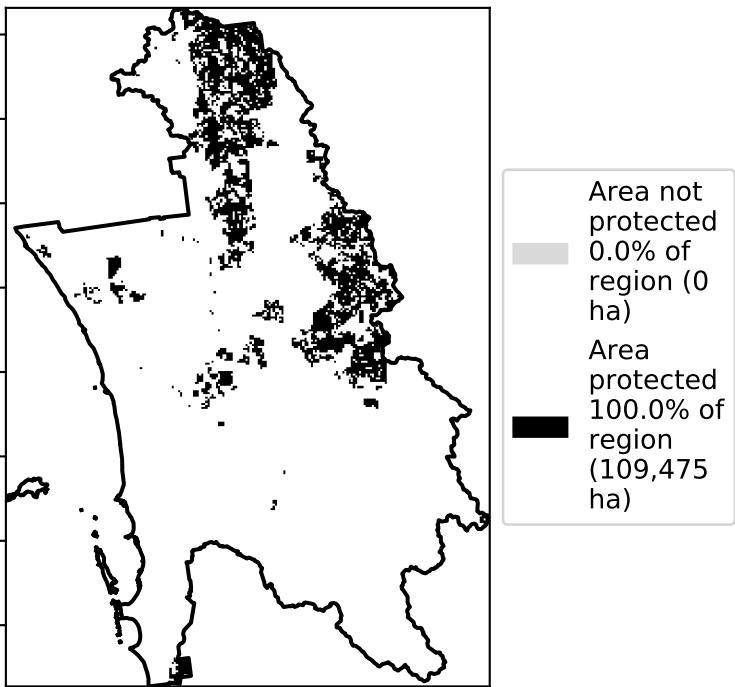 Area not
protected
0.0% of
region (0
ha)
Area
protected
100.0% of
region
(109,475
ha)